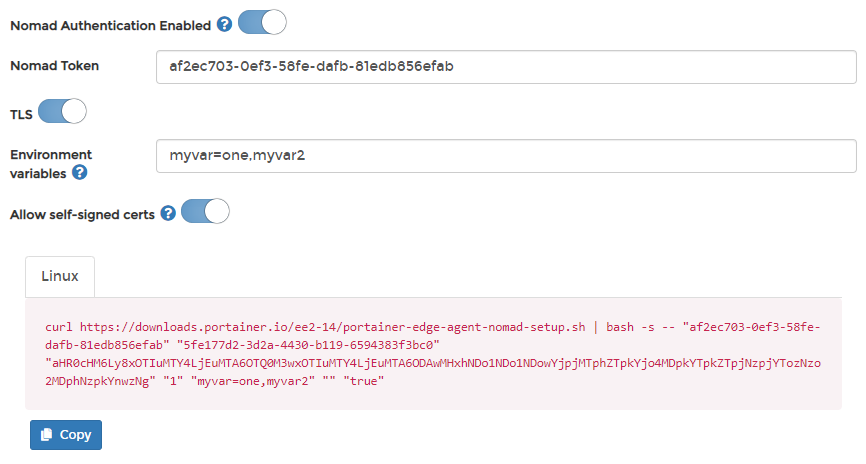 Nomad Authentication Enabled ?
Nomad Token
af2ec703-0ef3-58fe-dafb-81edb856efab
TLS
Environment
variables ?
myvar=one,myvar2
Allow self-signed certs ?
Linux
curl https://downloads.portainer.io/ee2-14/portainer-edge-agent-nomad-setup.sh | bash -s -- "af2ec703-0ef3-58fe-
dafb-81edb856efab" "5fe177d2-3d2a-4430-b119-6594383f3bc0"
"aHR0cHM6Ly8xOTIuMTY4LjEuMTA6OTQ0M3wxOTIuMTY4LjEuMTA6ODAwMHxhNDo1NDo1NDowYjpjMTphZTpkYjo4MDpkYTpkZTpjNzpjYTozNzo
2MDphNzpkYnwzNg" "1" "myvar=one,myvar2" "" "true"
Copy